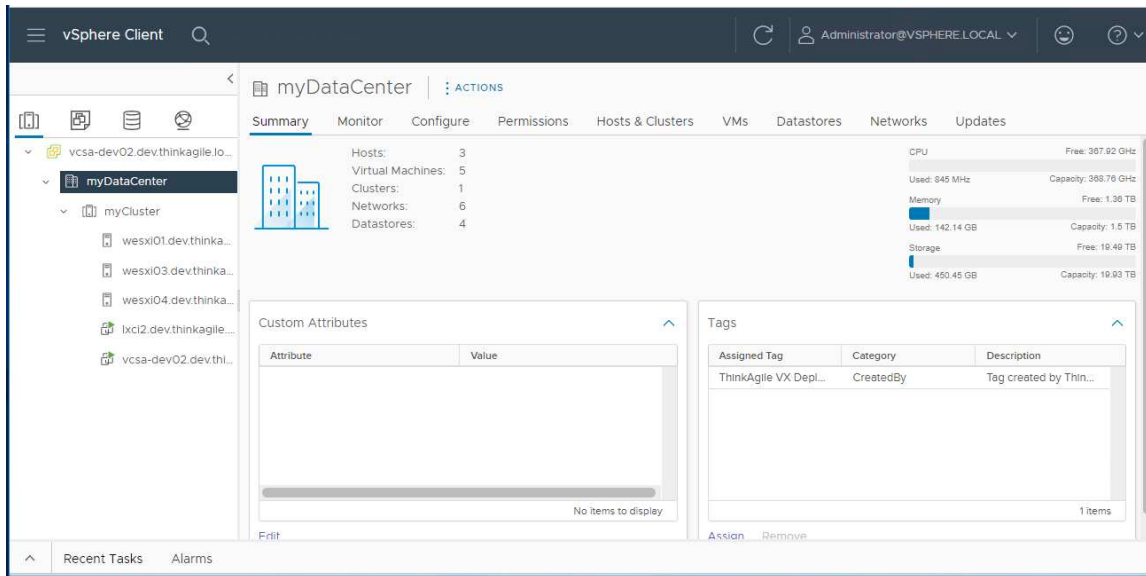 vSphere Client
Administrator@VSPHERE.LOCAL
myDataCenter
ACTIONS
Summary Monitor Configure Permissions Hosts & Clusters VMs Datastores Networks Updates
vcsa-dev02.dev.thinkagile.lo...
myDataCenter
myCluster
wesxi01.dev.thinka...
wesxi03.dev.thinka...
wesxi04.dev.thinka...
lxci2.dev.thinkagile....
vcsa-dev02.dev.thi...
Hosts: 3
Virtual Machines: 5
Clusters: 1
Networks: 6
Datastores: 4
CPU Free: 367.92 GHz
Used: 845 MHz Capacity: 368.76 GHz
Memory Free: 1.36 TB
Used: 142.14 GB Capacity: 1.5 TB
Storage Free: 19.49 TB
Used: 450.45 GB Capacity: 19.93 TB
Custom Attributes
Attribute Value
No items to display
Edit
Tags
Assigned Tag Category Description
ThinkAgile VX Depl... CreatedBy Tag created by Thin...
1 items
Assign Remove
Recent Tasks Alarms